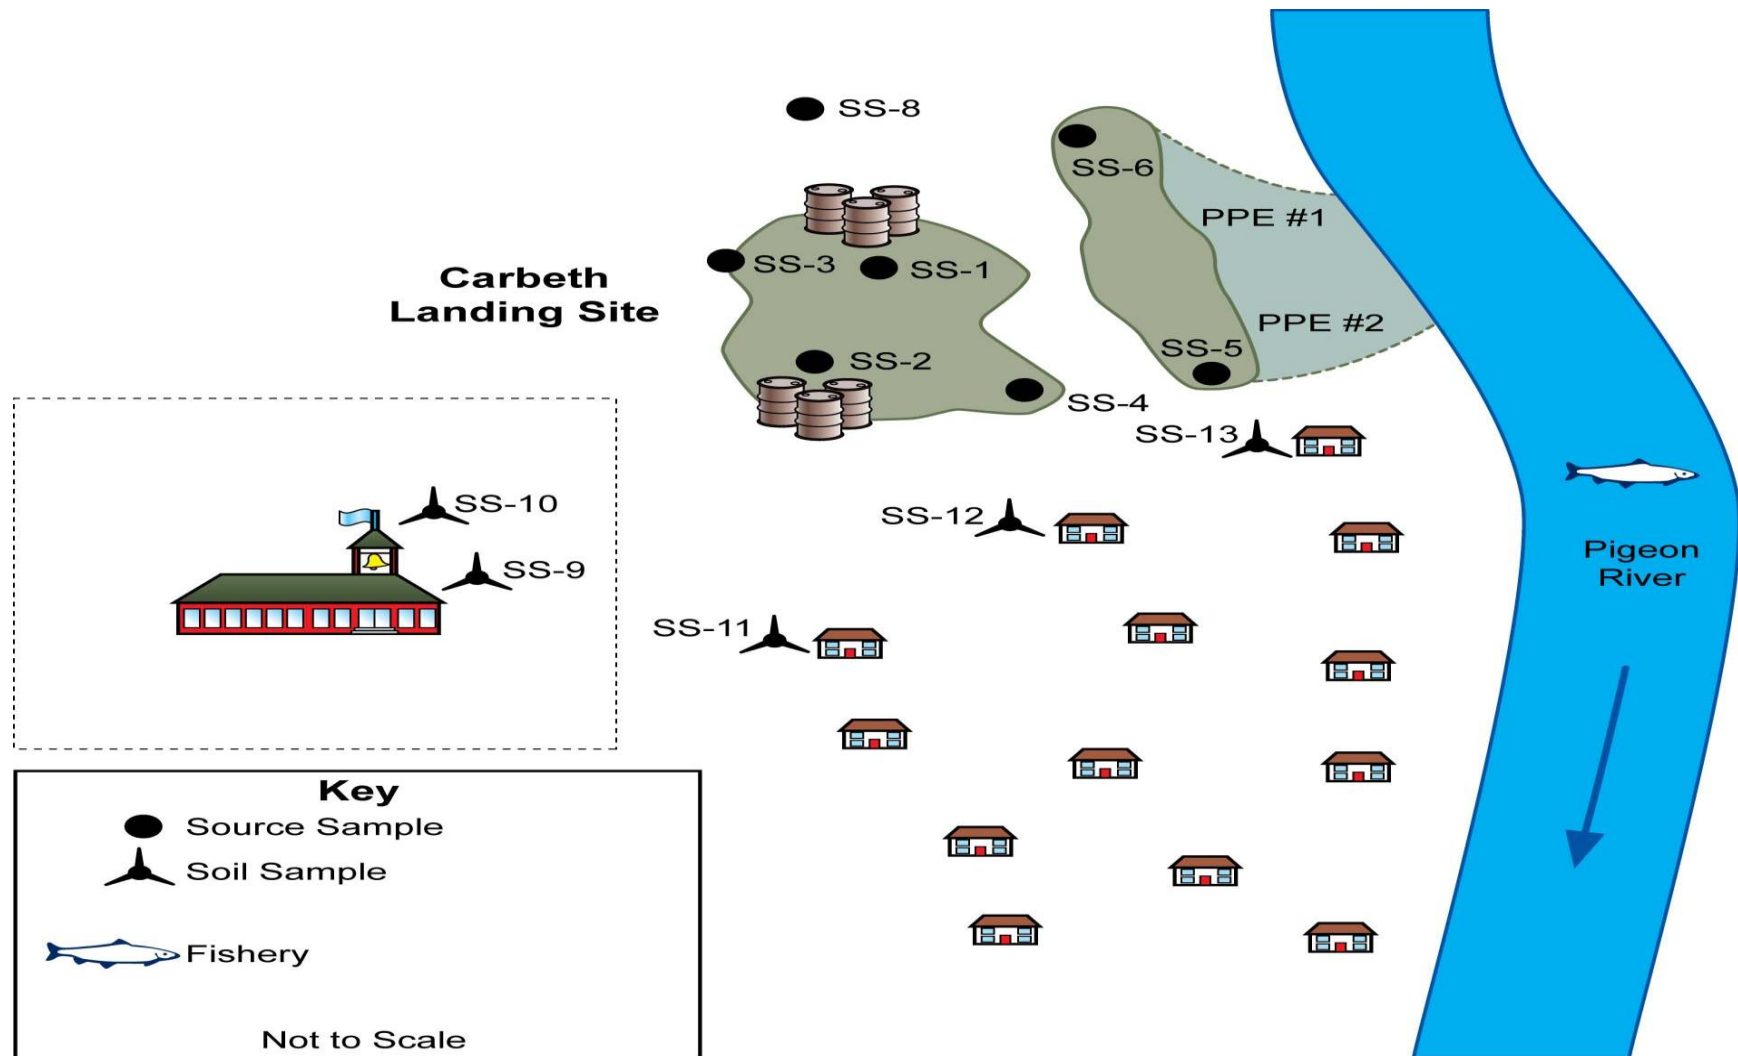 SS-8
SS-6
PPE #1
Carbeth
Landing Site
SS-3
SS-1
PPE #2
SS-5
SS-2
SS-4
SS-13
SS-10
SS-12
SS-9
Pigeon
River
SS-11
Key
Source Sample
Soil Sample
Fishery
Not to Scale